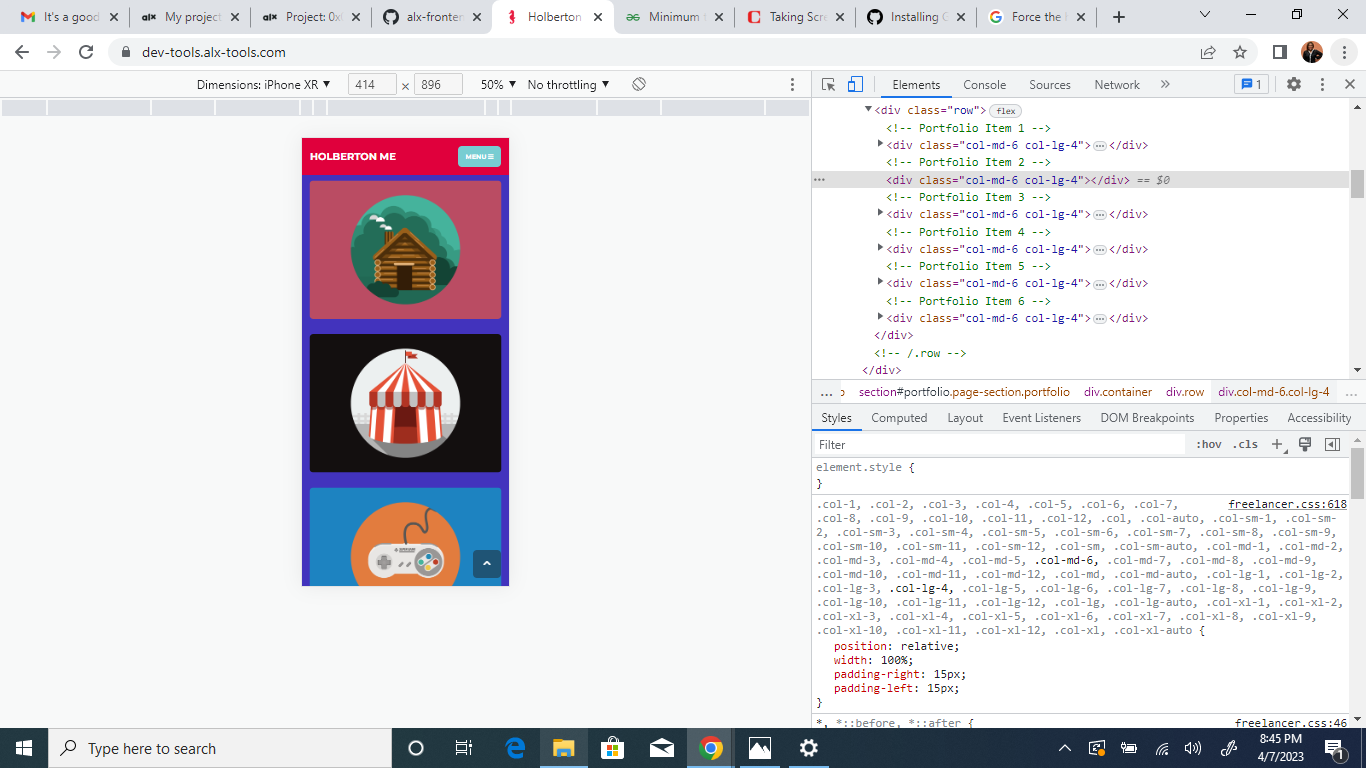 It's a good
My project
Project: 0x
alx-fronten
Holberton
Minimum
Taking Scre
Installing G
Force the
dev-tools.alx-tools.com
Dimensions: iPhone XR ▼ 414 × 896 50% ▼ No throttling ▼
Elements Console Sources Network » 1
HOLBERTON ME MENU
▼<div class="row"> flex
<!-- Portfolio Item 1 -->
▶<div class="col-md-6 col-lg-4">…</div>
<!-- Portfolio Item 2 -->
… <div class="col-md-6 col-lg-4"></div> == $0
<!-- Portfolio Item 3 -->
▶<div class="col-md-6 col-lg-4">…</div>
<!-- Portfolio Item 4 -->
▶<div class="col-md-6 col-lg-4">…</div>
<!-- Portfolio Item 5 -->
▶<div class="col-md-6 col-lg-4">…</div>
<!-- Portfolio Item 6 -->
▶<div class="col-md-6 col-lg-4">…</div>
</div>
<!-- /.row -->
</div>
… section#portfolio.page-section.portfolio div.container div.row div.col-md-6.col-lg-4 …
Styles Computed Layout Event Listeners DOM Breakpoints Properties Accessibility
Filter :hov .cls +
element.style {
}
.col-1, .col-2, .col-3, .col-4, .col-5, .col-6, .col-7, freelancer.css:618
.col-8, .col-9, .col-10, .col-11, .col-12, .col, .col-auto, .col-sm-1, .col-sm-
2, .col-sm-3, .col-sm-4, .col-sm-5, .col-sm-6, .col-sm-7, .col-sm-8, .col-sm-9,
.col-sm-10, .col-sm-11, .col-sm-12, .col-sm, .col-sm-auto, .col-md-1, .col-md-2,
.col-md-3, .col-md-4, .col-md-5, .col-md-6, .col-md-7, .col-md-8, .col-md-9,
.col-md-10, .col-md-11, .col-md-12, .col-md, .col-md-auto, .col-lg-1, .col-lg-2,
.col-lg-3, .col-lg-4, .col-lg-5, .col-lg-6, .col-lg-7, .col-lg-8, .col-lg-9,
.col-lg-10, .col-lg-11, .col-lg-12, .col-lg, .col-lg-auto, .col-xl-1, .col-xl-2,
.col-xl-3, .col-xl-4, .col-xl-5, .col-xl-6, .col-xl-7, .col-xl-8, .col-xl-9,
.col-xl-10, .col-xl-11, .col-xl-12, .col-xl, .col-xl-auto {
position: relative;
width: 100%;
padding-right: 15px;
padding-left: 15px;
}
*, *::before, *::after { freelancer.css:46
Type here to search
8:45 PM
4/7/2023
1